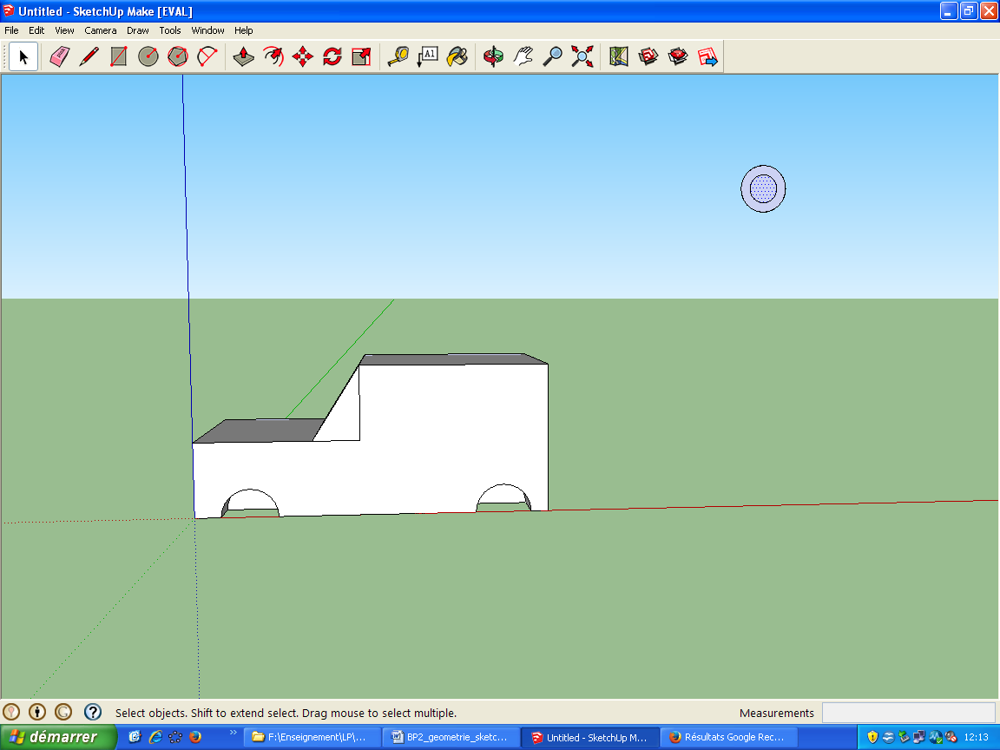 Untitled - SketchUp Make [EVAL]
File Edit View Camera Draw Tools Window Help
A1
Select objects. Shift to extend select. Drag mouse to select multiple. Measurements
démarrer F:\Enseignement\LP\... BP2_geometrie_sketc... Untitled - SketchUp M... Résultats Google Rec... 12:13